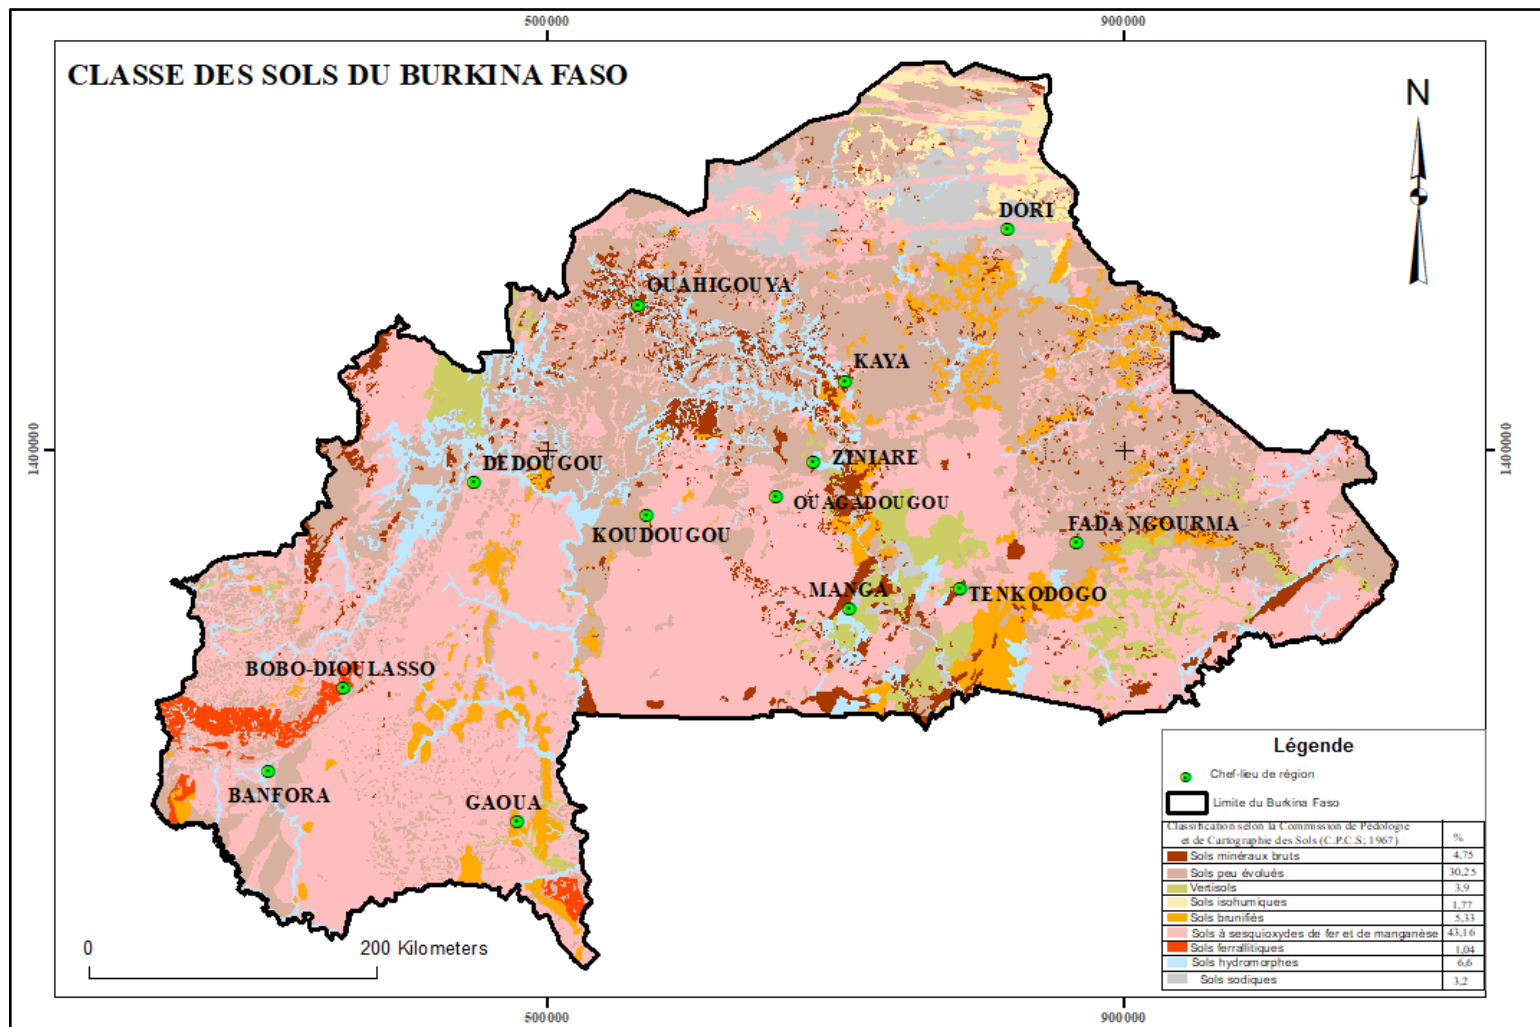 500000
900000
CLASSE DES SOLS DU BURKINA FASO
N
DORI
OUAHIGOUYA
KAYA
1400000
1400000
DEDOUGOU
ZINIARE
OUAGADOUGOU
KOUDOUGOU
FADA NGOURMA
MANGA
TENKODOGO
BOBO-DIOULASSO
BANFORA
GAOUA
Légende
Chef-lieu de région
Limite du Burkina Faso
Classification selon la Commission de Pédologie
et de Cartographie des Sols (C.P.C.S; 1967)
%
Sols minéraux bruts 4,75
Sols peu évolués 30,25
Vertisols 3,9
Sols isohumiques 1,77
Sols brunifiés 5,33
Sols à sesquioxydes de fer et de manganèse 43,16
Sols ferrallitiques 1,04
Sols hydromorphes 6,6
Sols sodiques 3,2
0 200 Kilometers
500000
900000